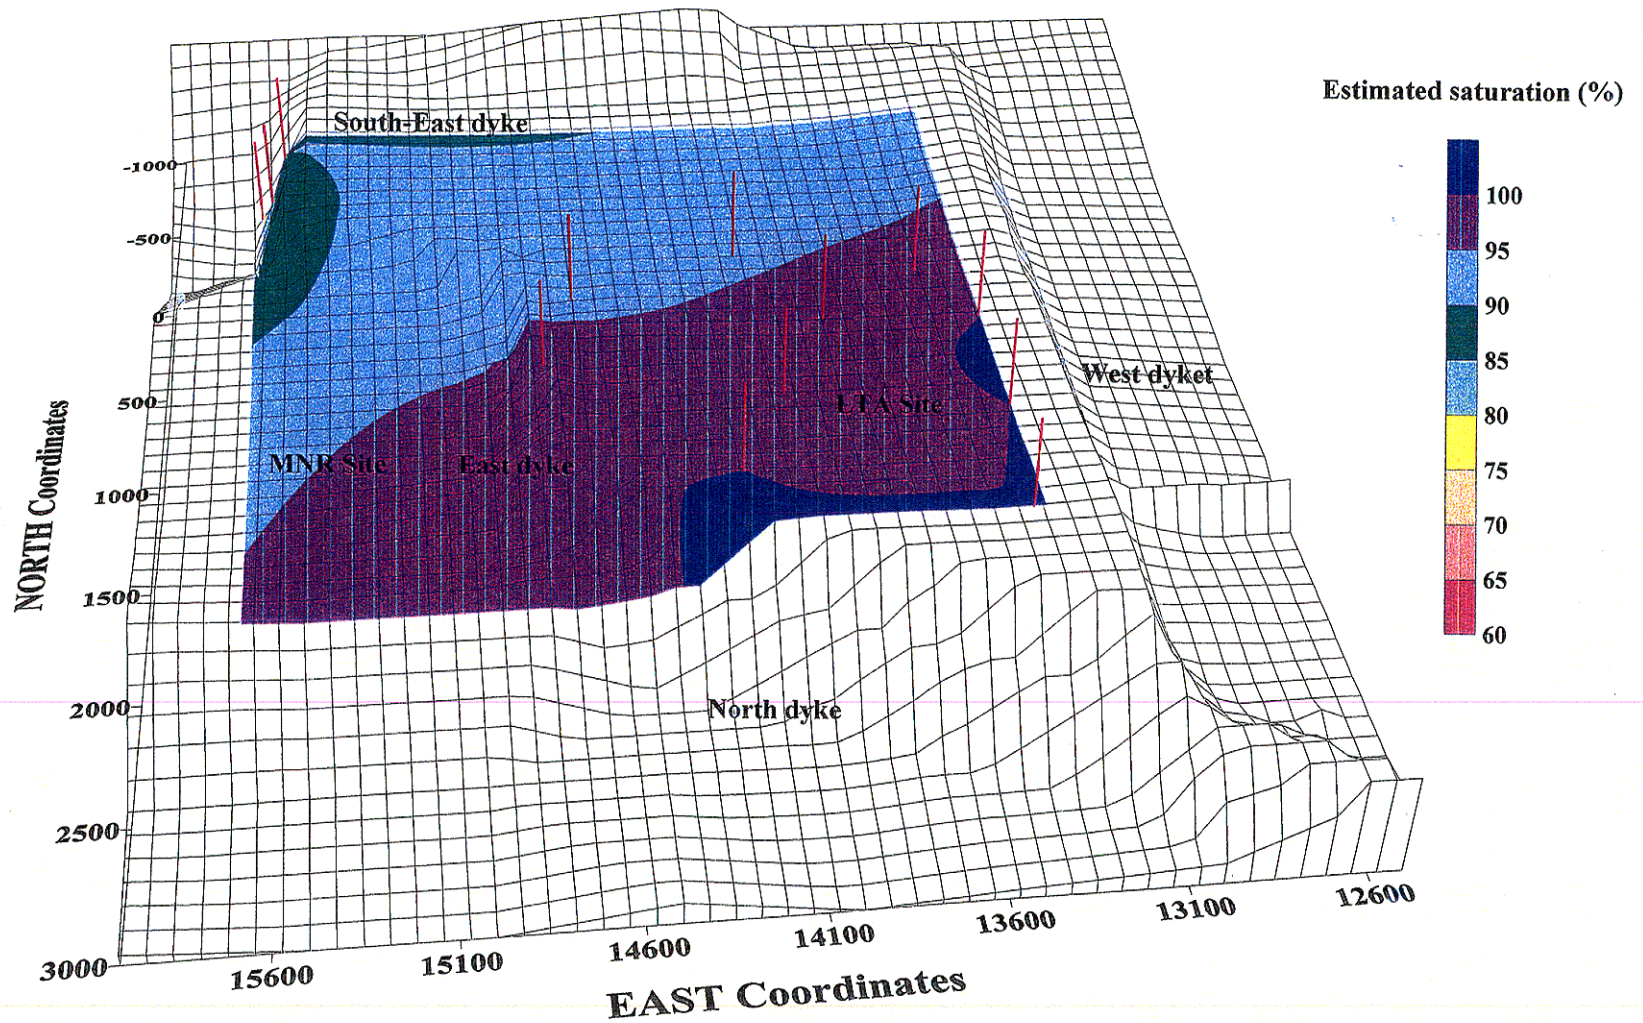 Estimated saturation (%)
South-East dyke
-1000
-500
0
500
1000
1500
2000
2500
3000
NORTH Coordinates
MNR Site
East dyke
LTA Site
West dyket
North dyke
100
95
90
85
80
75
70
65
60
15600
15100
14600
14100
13600
13100
12600
EAST Coordinates